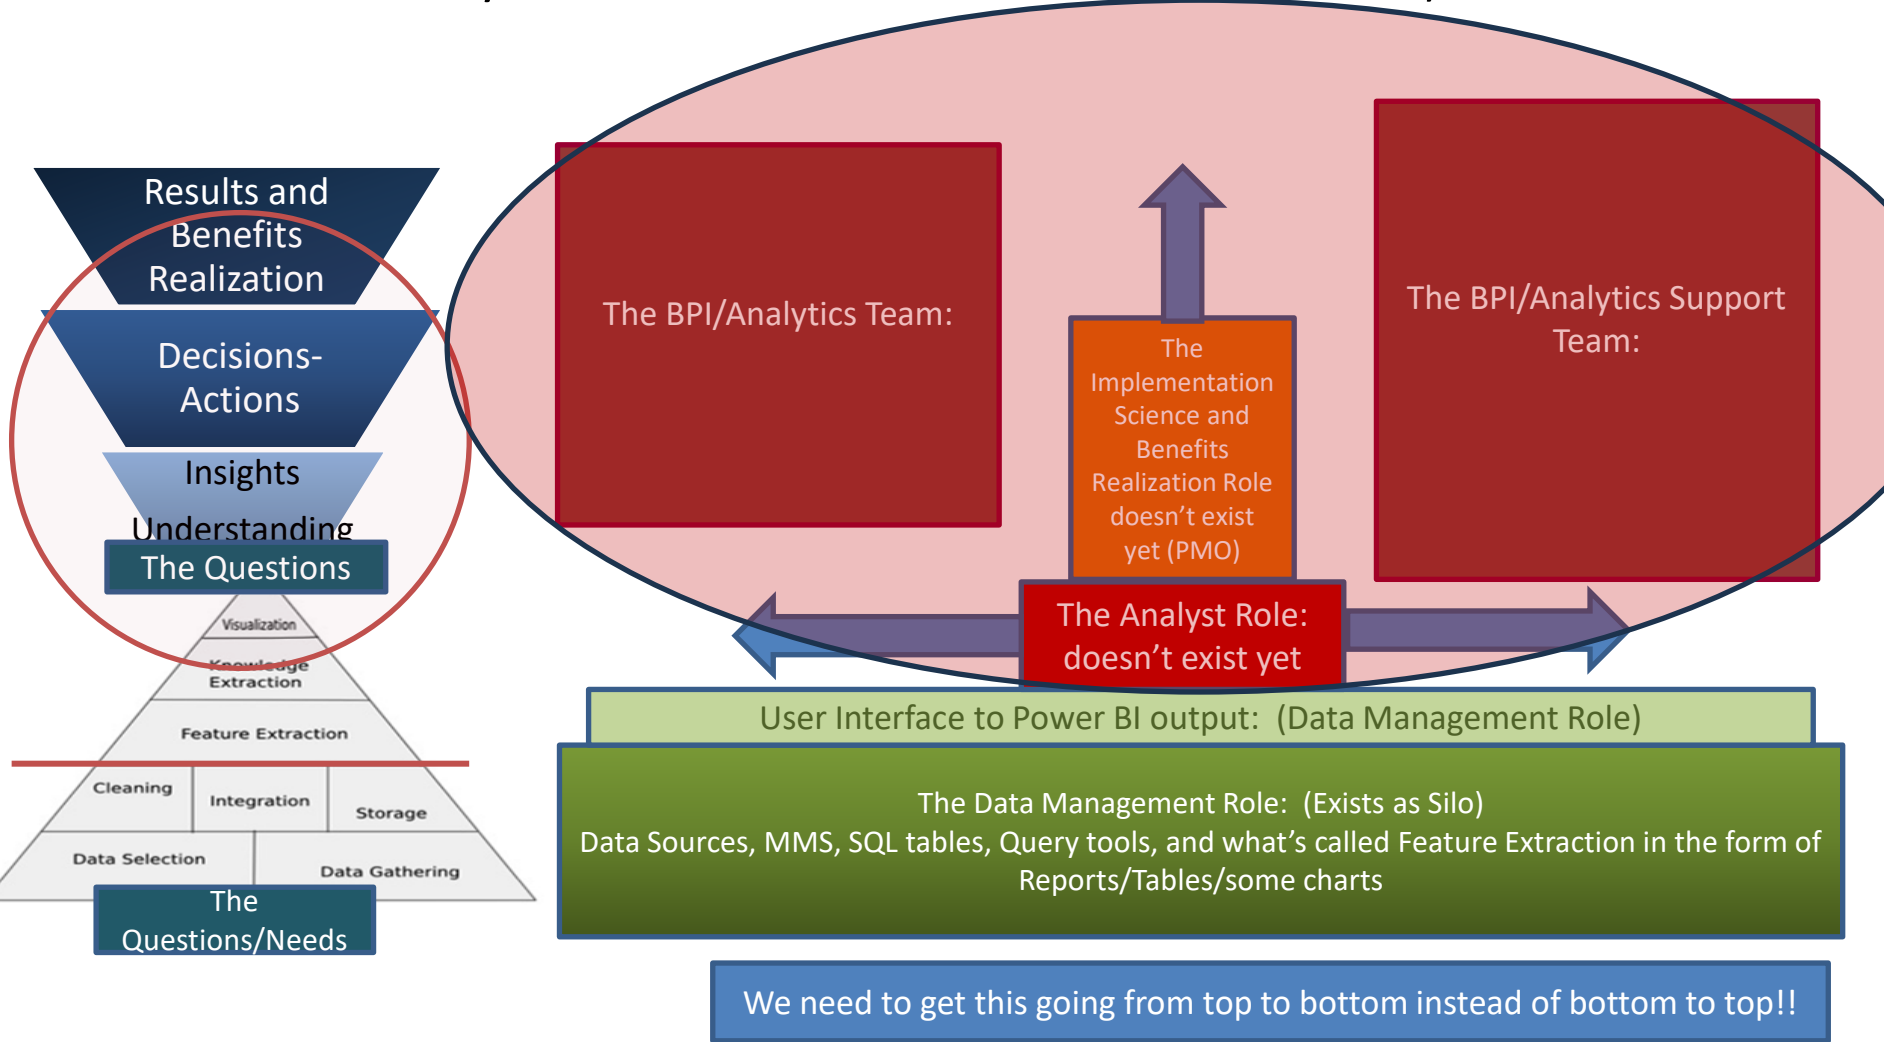 Results and
Benefits
Realization
Decisions-
Actions
Insights
Understanding
The Questions
Visualization
Knowledge
Extraction
Feature Extraction
Cleaning
Integration
Storage
Data Selection
Data Gathering
The
Questions/Needs
The BPI/Analytics Team:
The BPI/Analytics Support
Team:
The
Implementation
Science and
Benefits
Realization Role
doesn’t exist
yet (PMO)
The Analyst Role:
doesn’t exist yet
User Interface to Power BI output:  (Data Management Role)
The Data Management Role:  (Exists as Silo)
Data Sources, MMS, SQL tables, Query tools, and what’s called Feature Extraction in the form of
Reports/Tables/some charts
We need to get this going from top to bottom instead of bottom to top!!